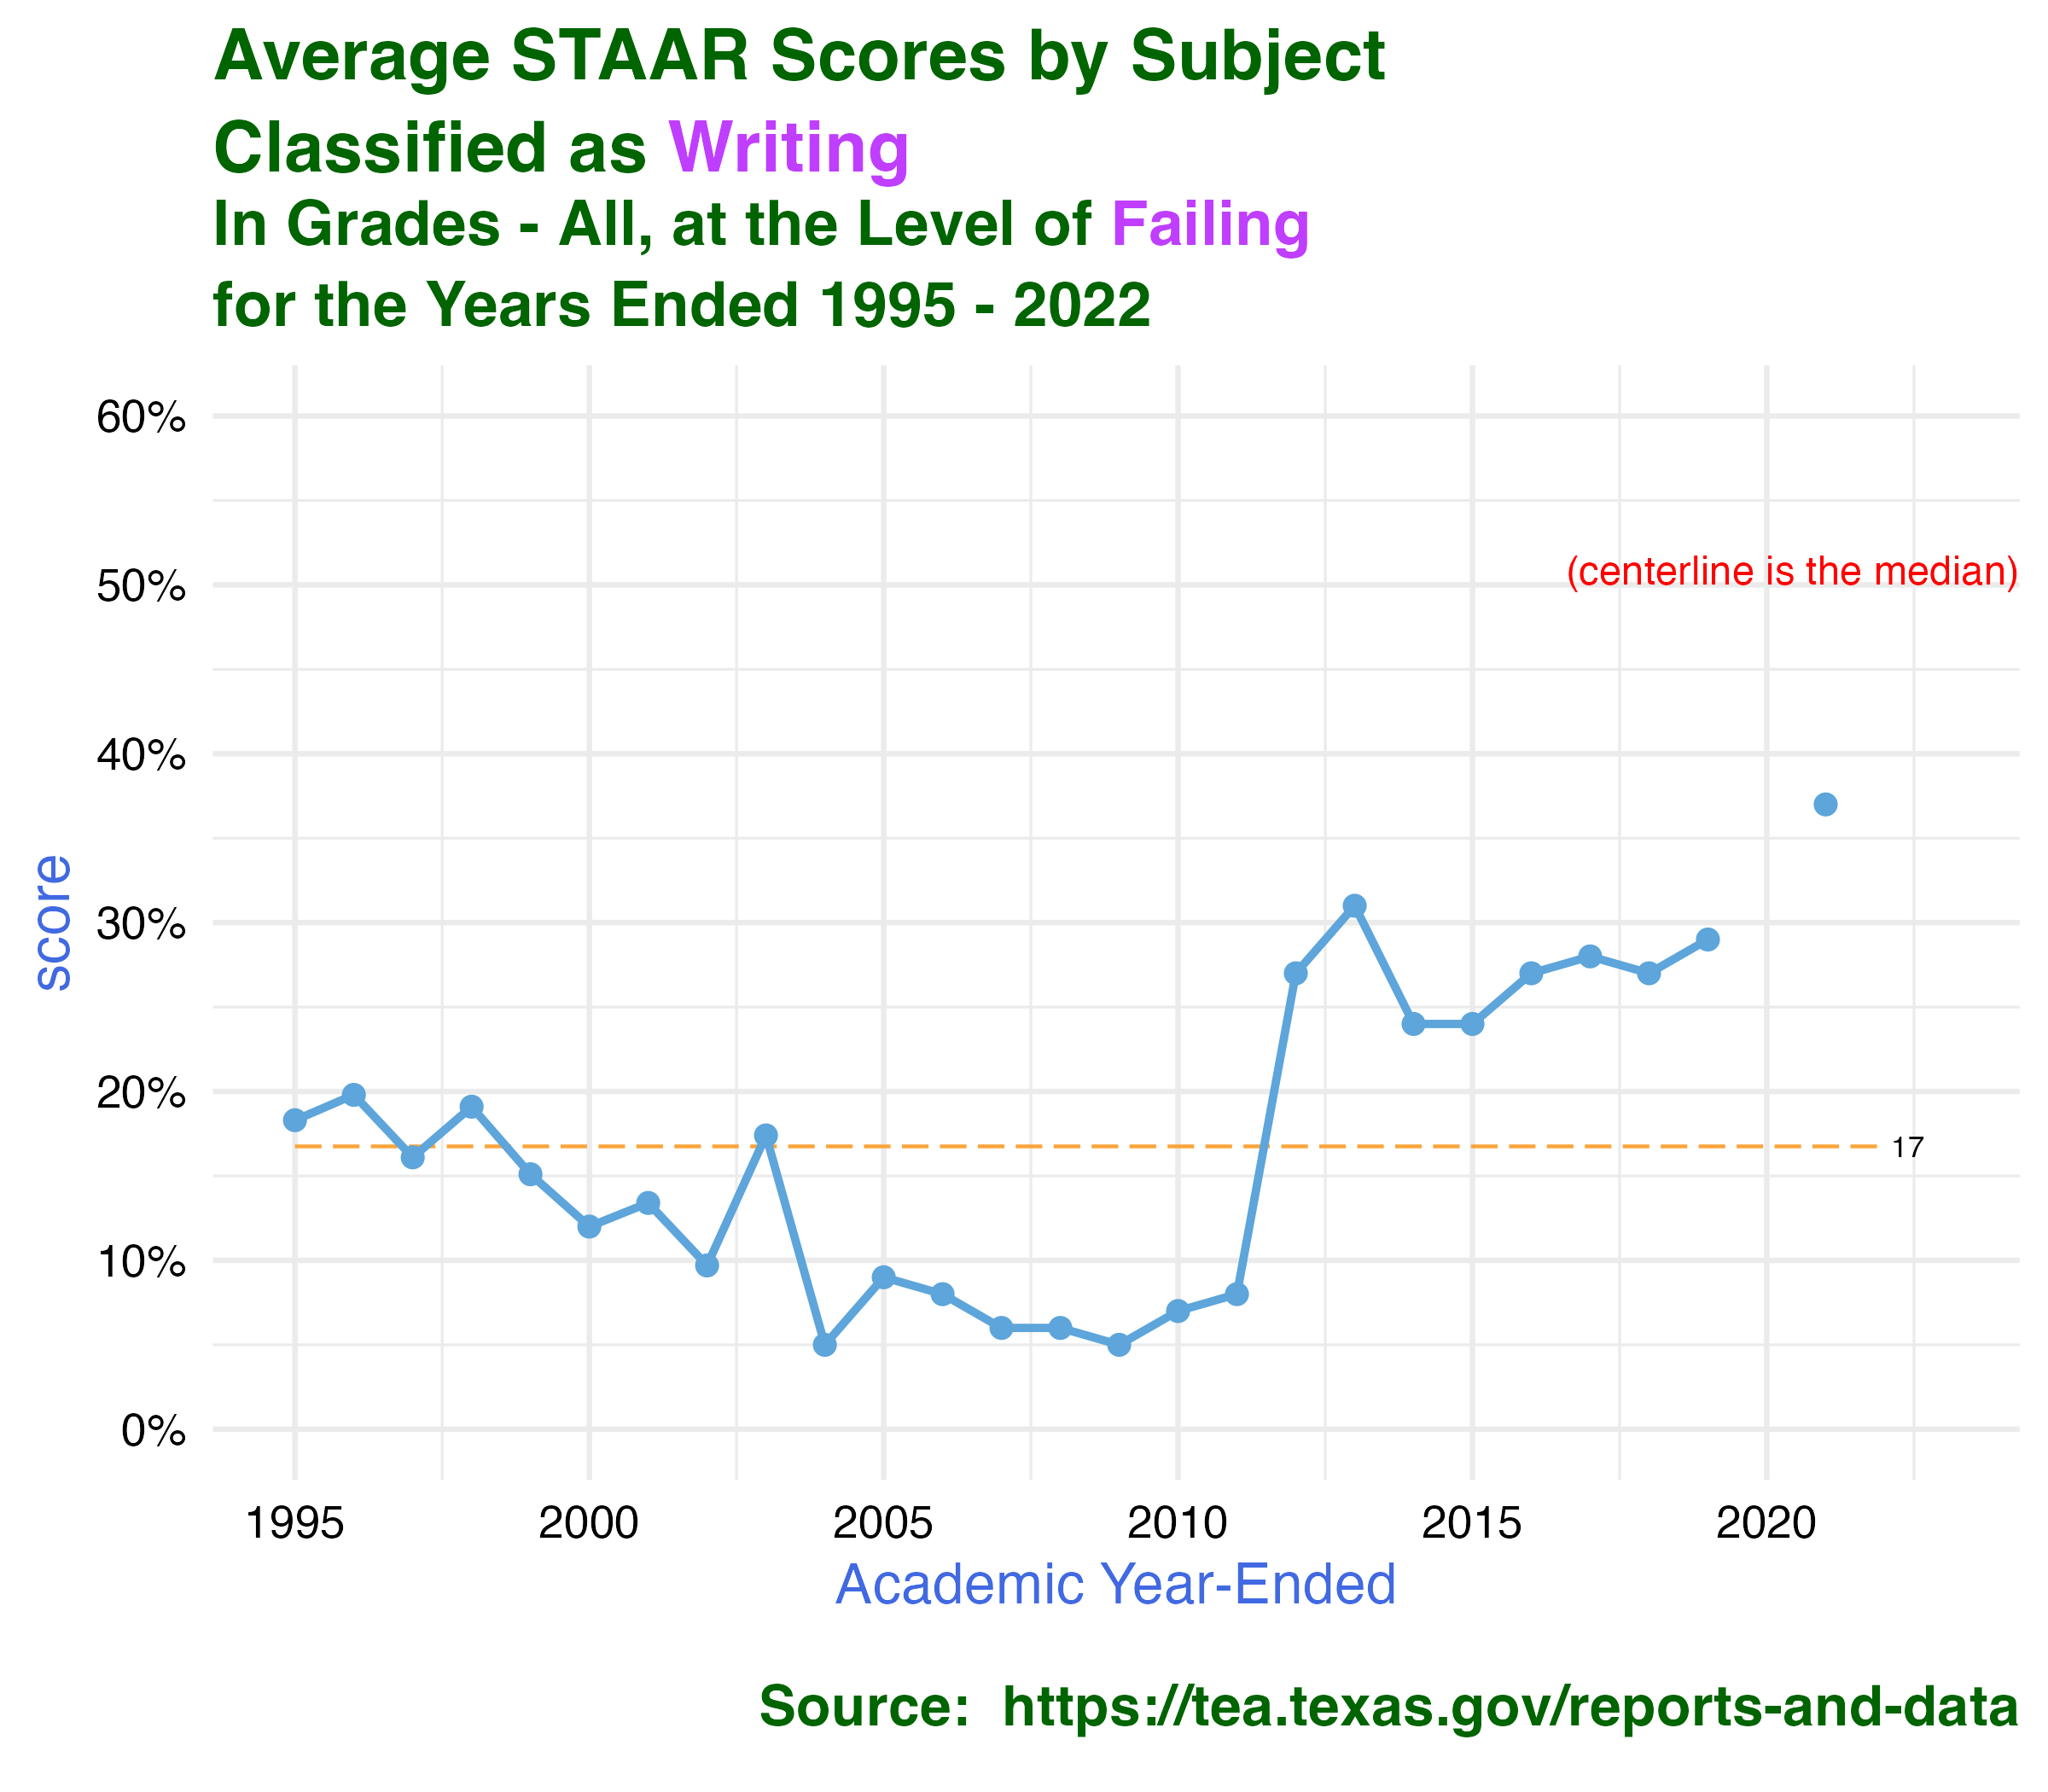 Average STAAR Scores by Subject
Classified as Writing
In Grades - All, at the Level of Failing
for the Years Ended 1995 - 2022
60%
(centerline is the median)
50%
40%
30%
20%
17
10%
0%
score
1995 2000 2005 2010 2015 2020
Academic Year-Ended
Source:  https://tea.texas.gov/reports-and-data